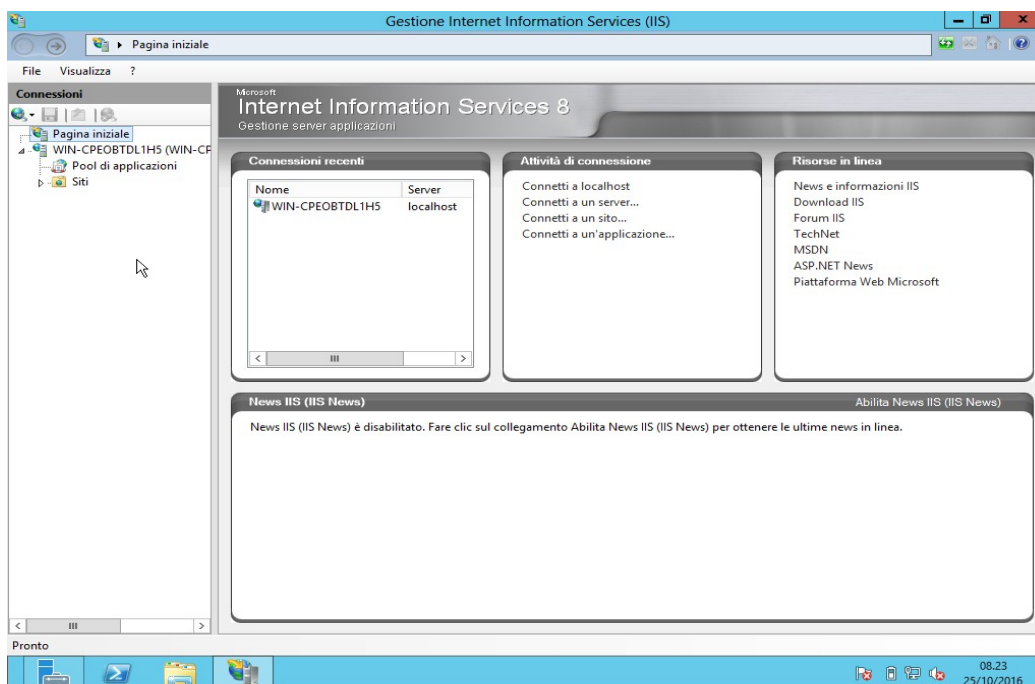 Gestione Internet Information Services (IIS)
Pagina iniziale
File Visualizza ?
Connessioni
Pagina iniziale
WIN-CPEOBTDL1H5 (WIN-CP
Pool di applicazioni
Siti
Microsoft
Internet Information Services 8
Gestione server applicazioni
Connessioni recenti
Nome Server
WIN-CPEOBTDL1H5 localhost
Attività di connessione
Connetti a localhost
Connetti a un server...
Connetti a un sito...
Connetti a un'applicazione...
Risorse in linea
News e informazioni IIS
Download IIS
Forum IIS
TechNet
MSDN
ASP.NET News
Piattaforma Web Microsoft
News IIS (IIS News) Abilita News IIS (IIS News)
News IIS (IIS News) è disabilitato. Fare clic sul collegamento Abilita News IIS (IIS News) per ottenere le ultime news in linea.
Pronto
08.23
25/10/2016